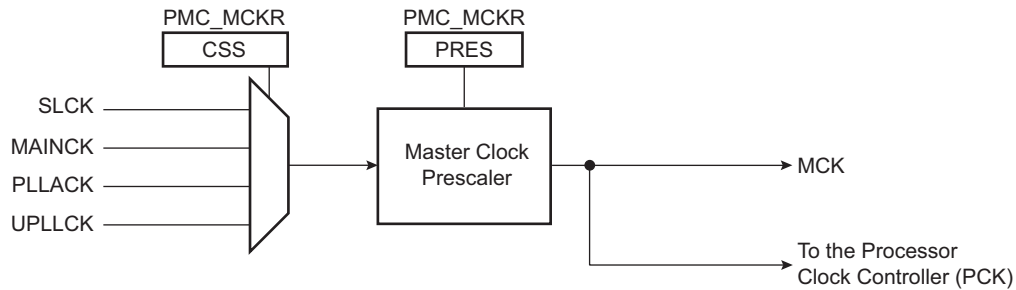 PMC_MCKR
PMC_MCKR
CSS
PRES
SLCK
MAINCK
PLLACK
UPLLCK
Master Clock
Prescaler
MCK
To the Processor
Clock Controller (PCK)